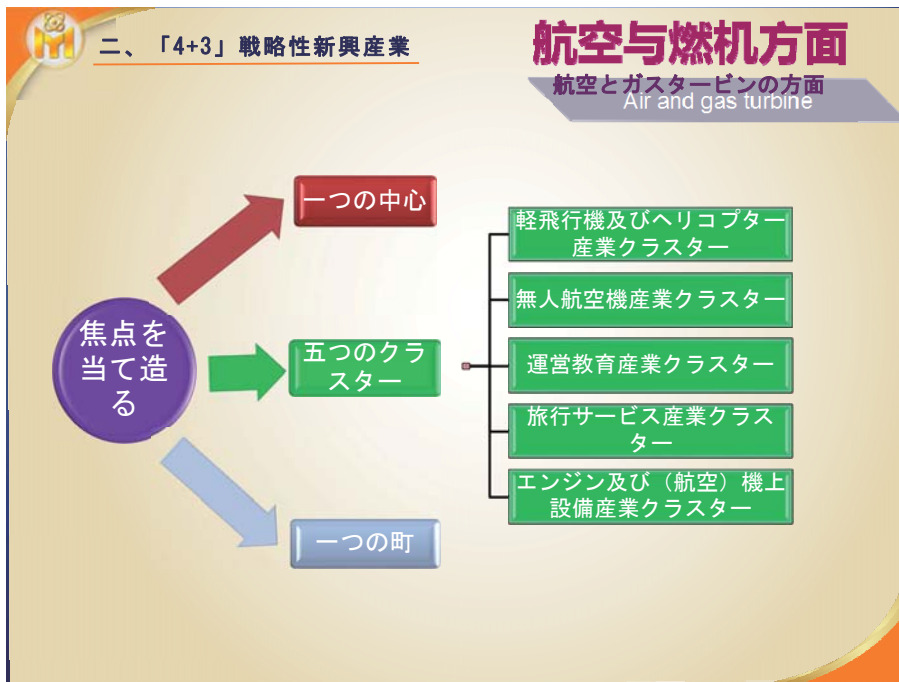 二、「4+3」戦略性新興産業
航空与燃机方面
航空とガスタービンの方面
Air and gas turbine
一つの中心
焦点を
当て造
る
五つのクラ
スター
一つの町
軽飛行機及びヘリコプター
産業クラスター
無人航空機産業クラスター
運営教育産業クラスター
旅行サービス産業クラス
ター
エンジン及び（航空）機上
設備産業クラスター